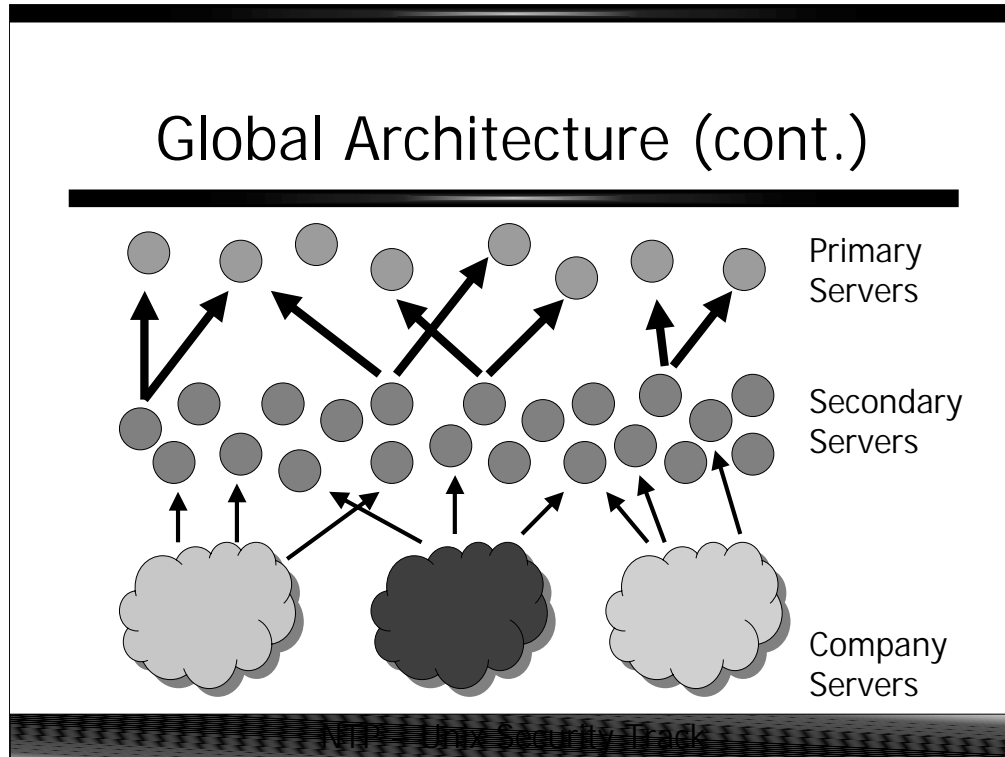 Global Architecture (cont.)
Primary
Servers
Secondary
Servers
Company
Servers
NTP - Unix Security Track